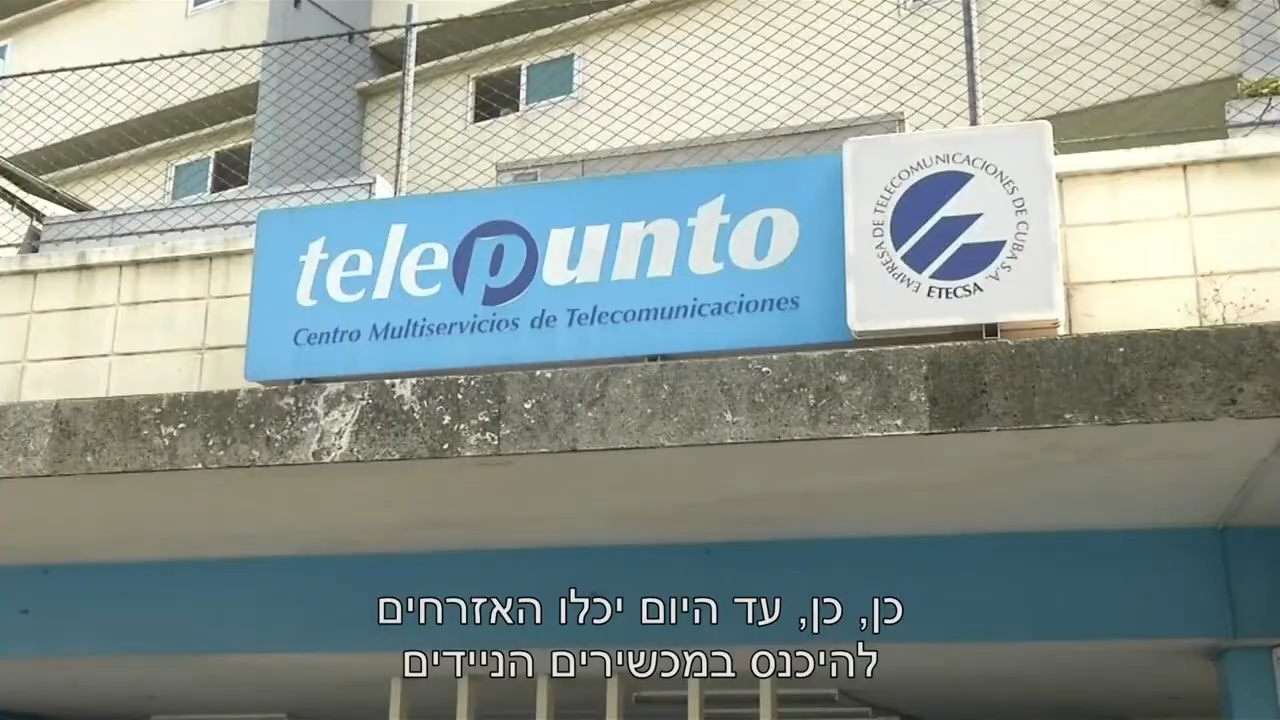 telepunto
Centro Multiservicios de Telecomunicaciones
EMPRESA DE TELECOMUNICACIONES DE CUBA S.A.
ETECSA
כן, כן, עד היום יכלו האזרחים
להיכנס במכשירים הניידים